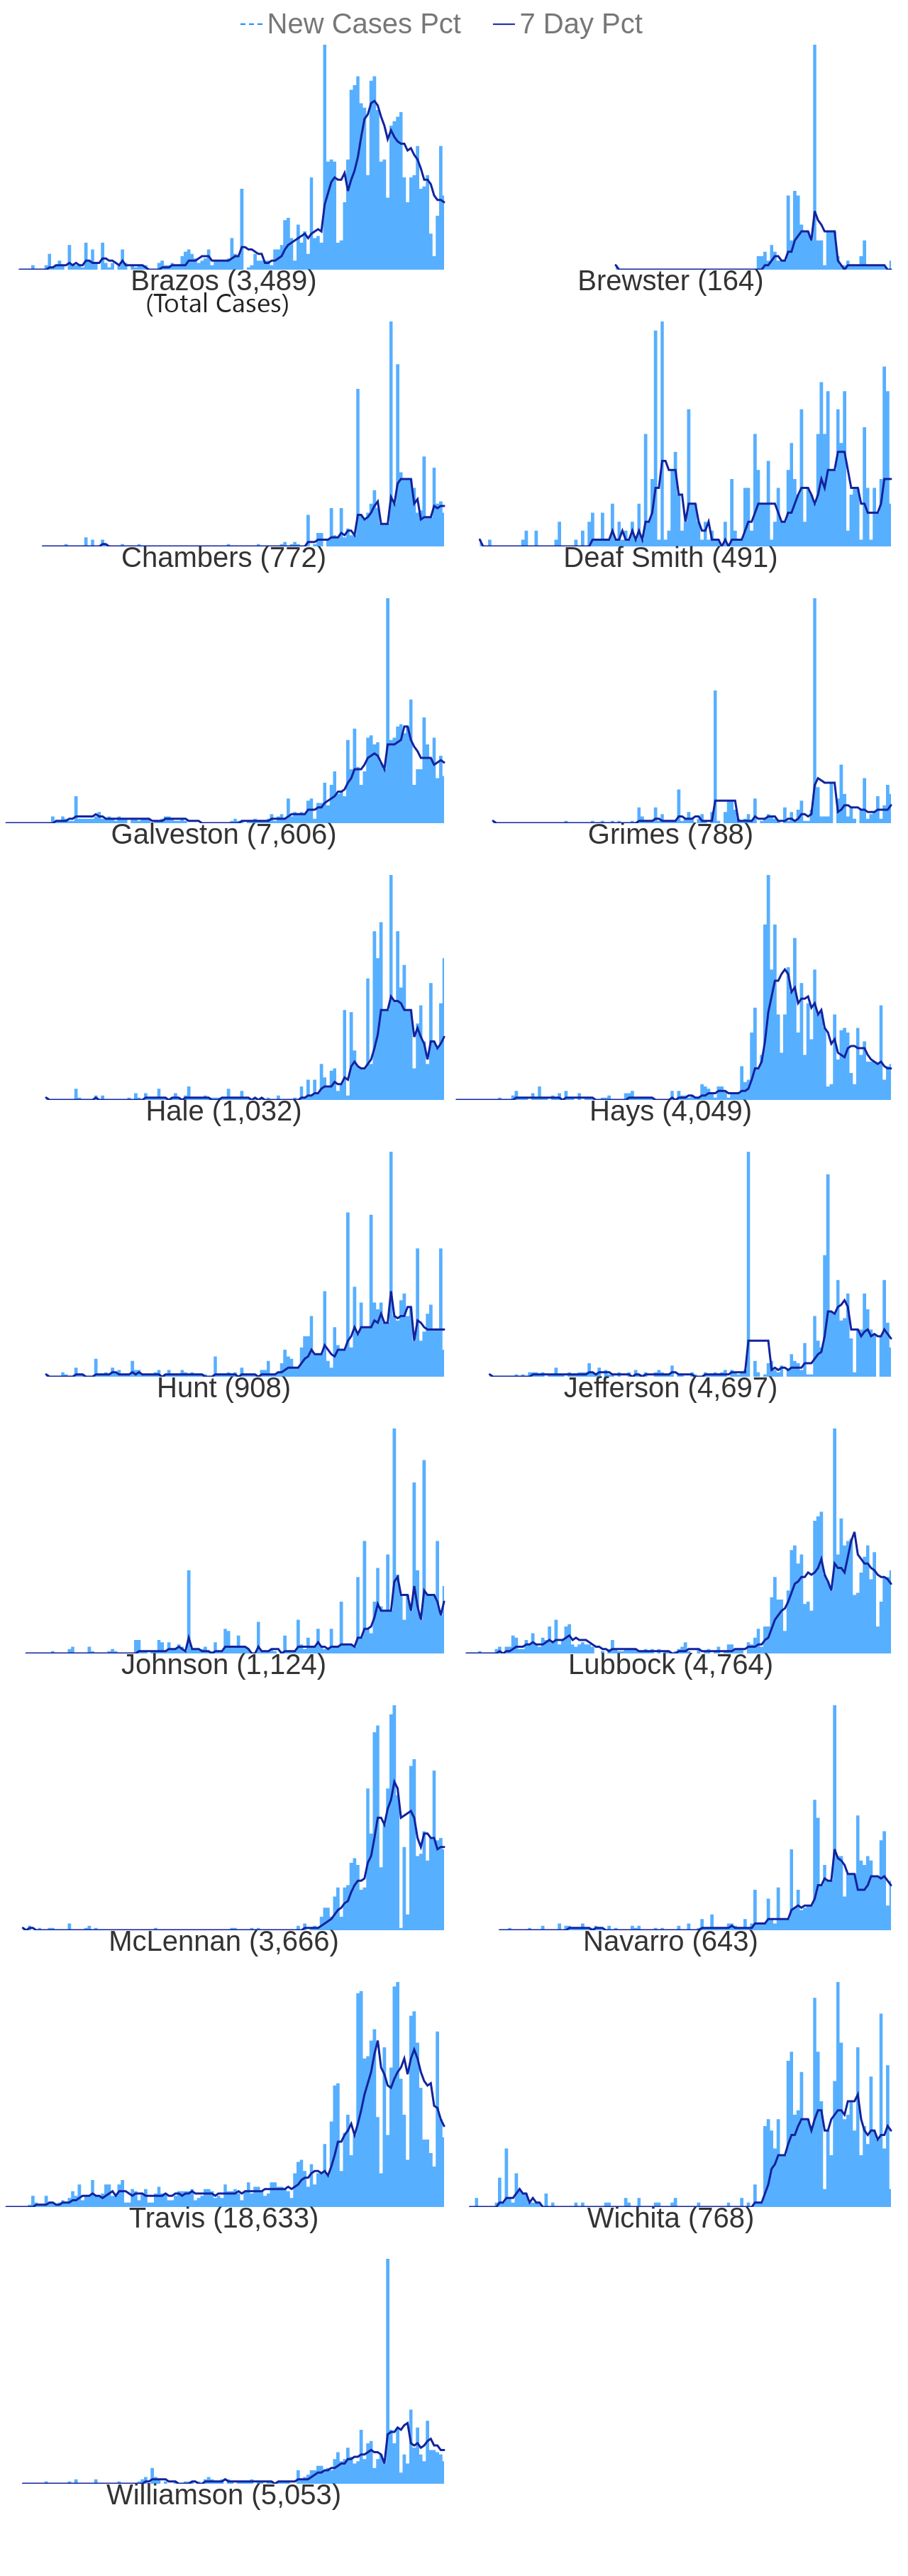 New Cases Pct 7 Day Pct
Brazos (3,489) Brewster (164)
(Total Cases)
Chambers (772) Deaf Smith (491)
Galveston (7,606) Grimes (788)
Hale (1,032) Hays (4,049)
Hunt (908) Jefferson (4,697)
Johnson (1,124) Lubbock (4,764)
McLennan (3,666) Navarro (643)
Travis (18,633) Wichita (768)
Williamson (5,053)